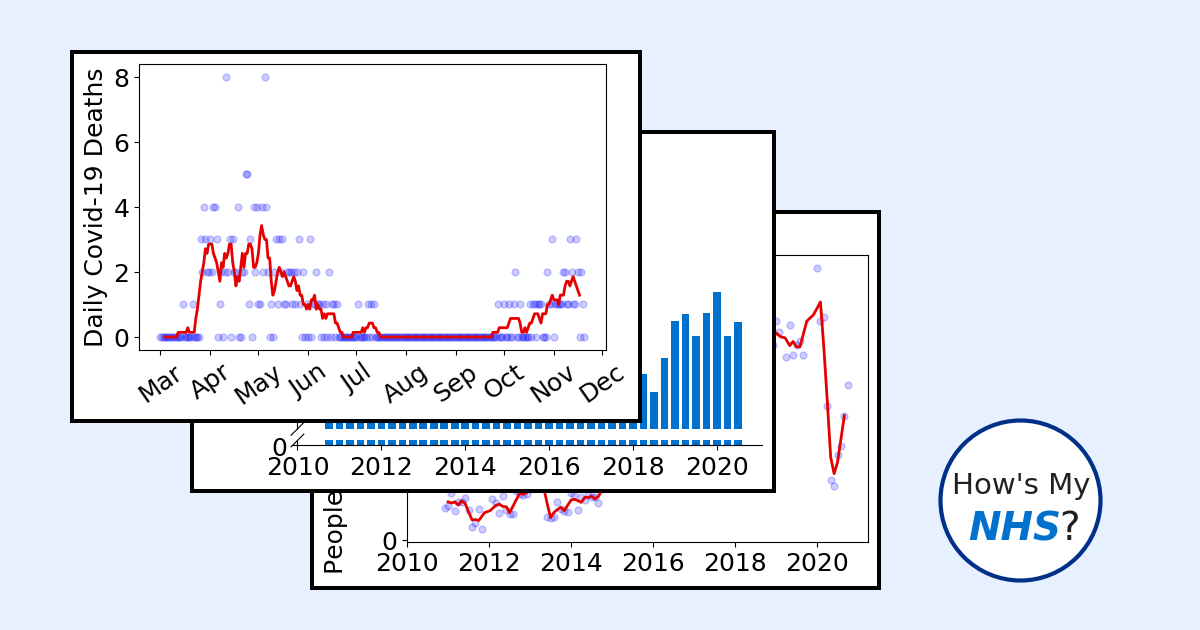 Daily Covid-19 Deaths
8
6
4
2
0
Mar Apr May Jun Jul Aug Sep Oct Nov Dec
0
2010 2012 2014 2016 2018 2020
People
0
2010 2012 2014 2016 2018 2020
How's My
NHS?